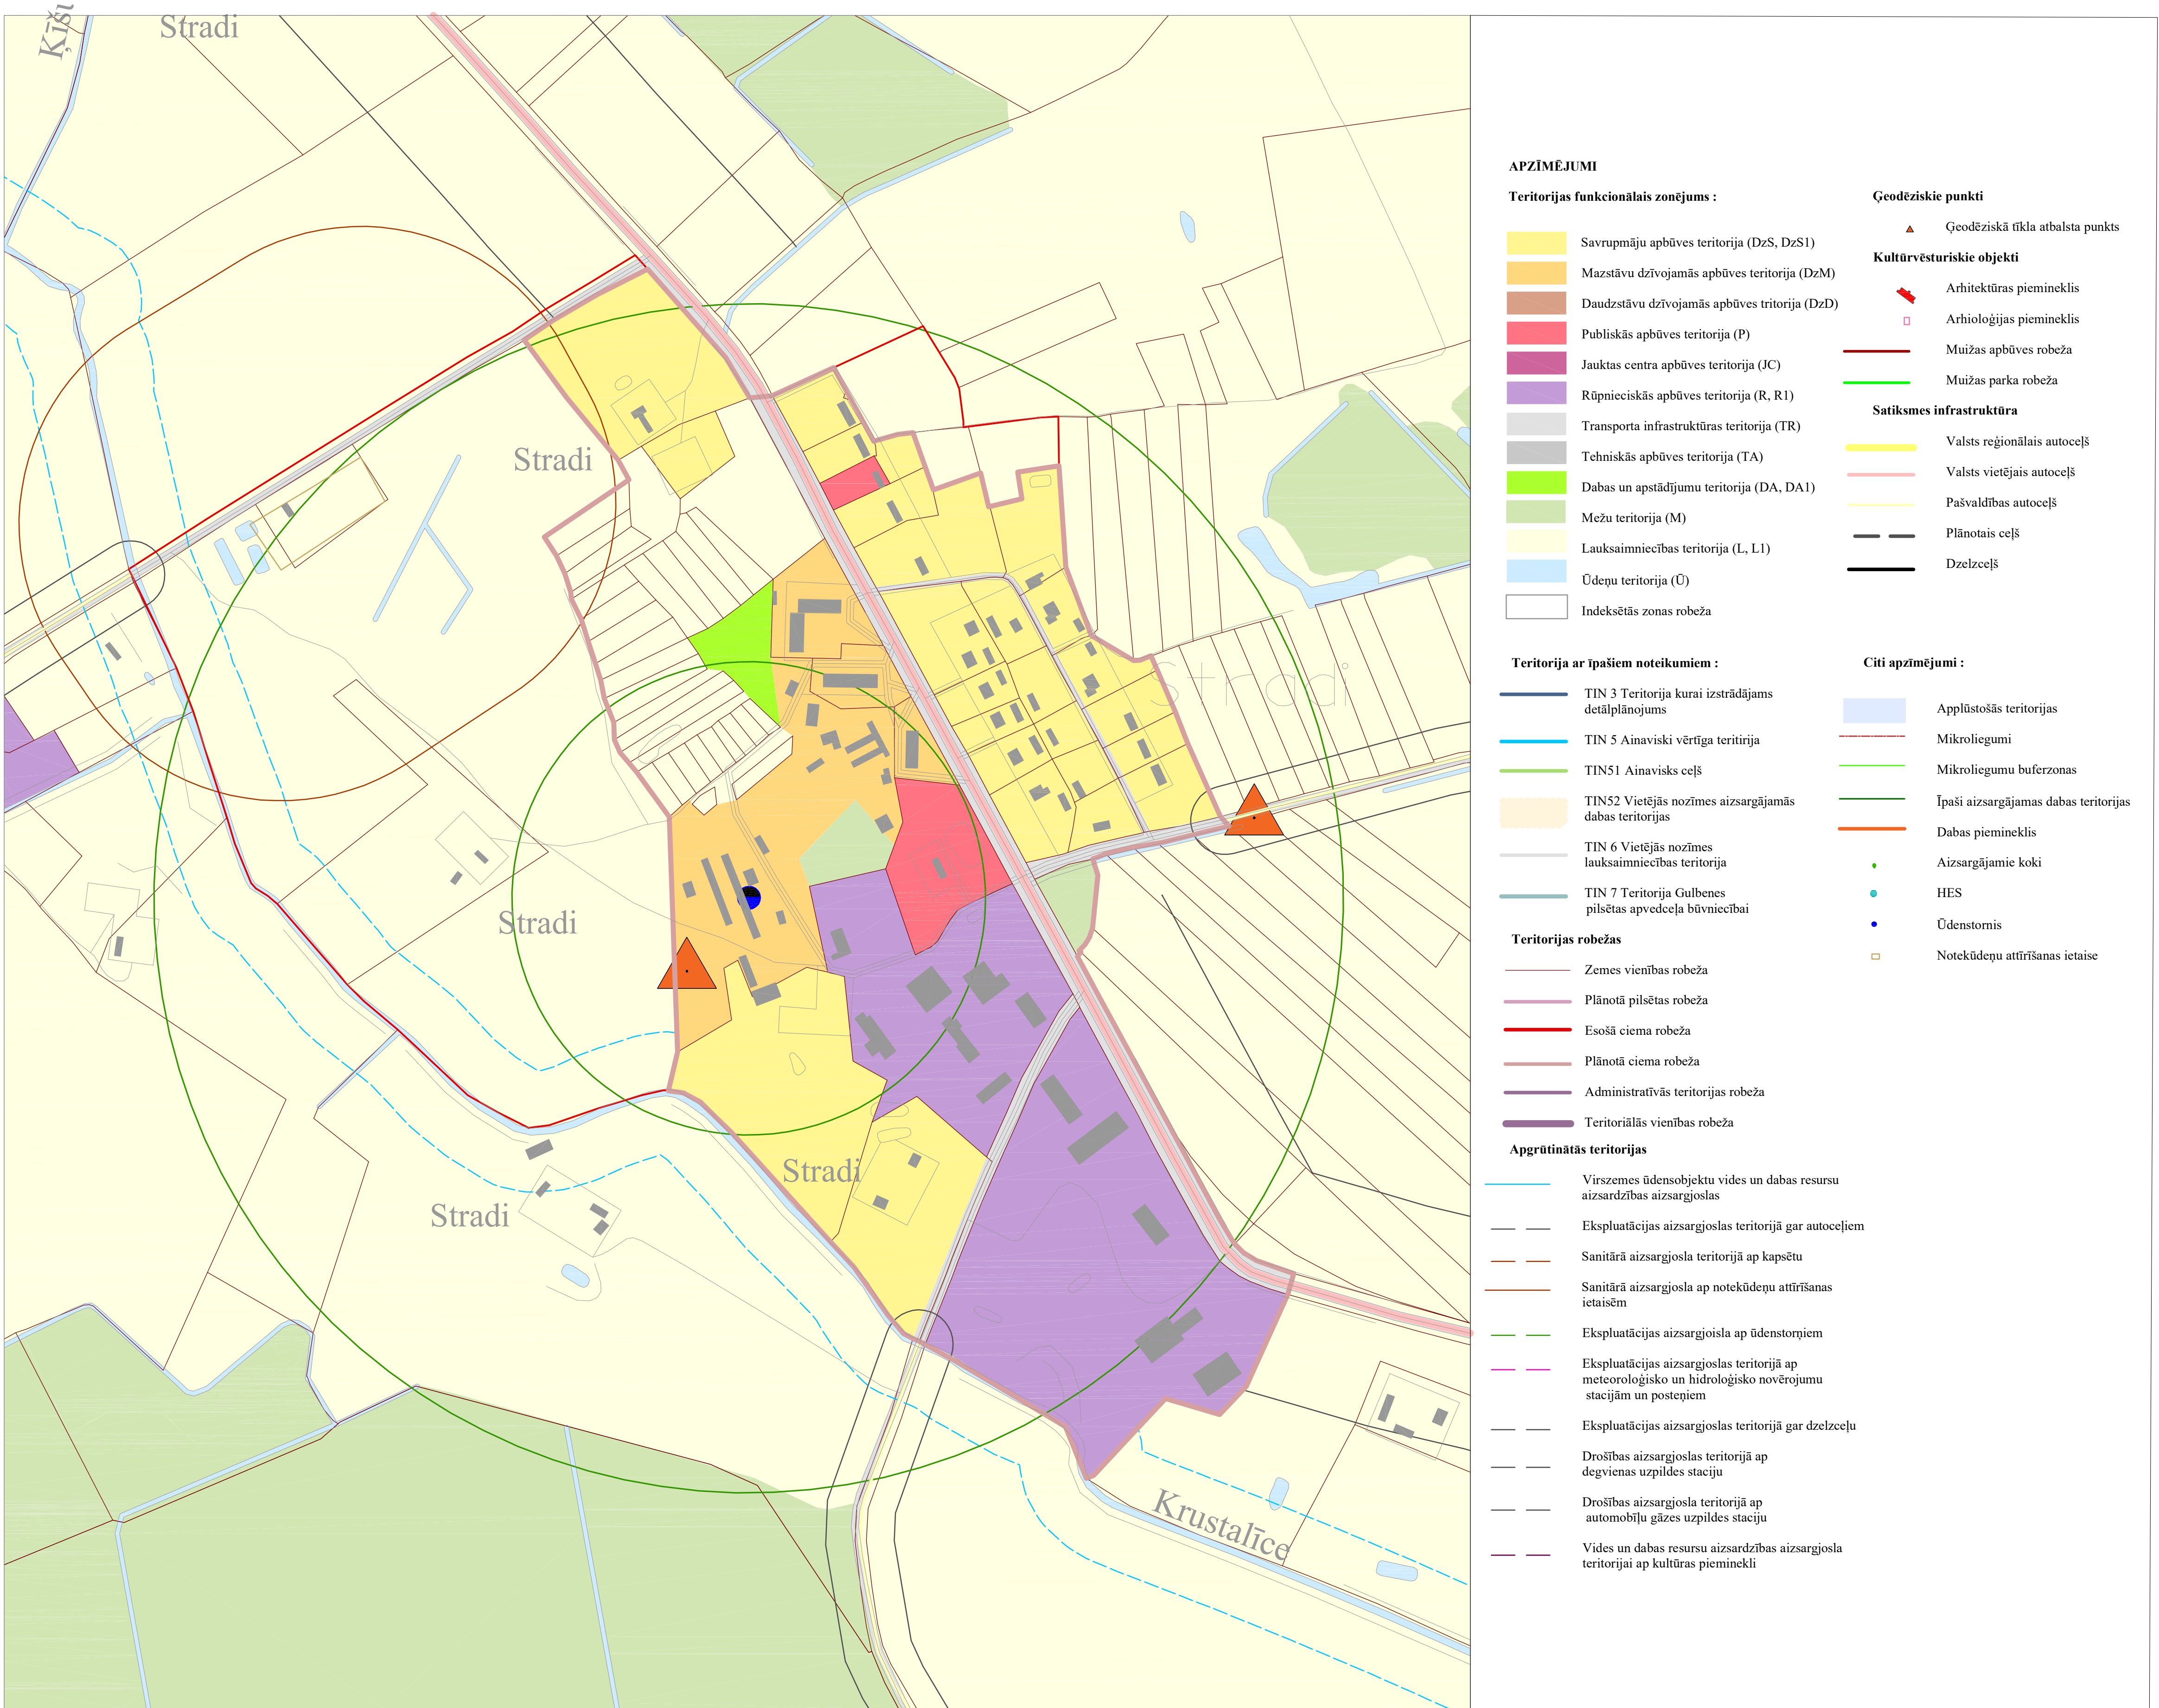 Stradi
Stradi
Stradi
Stradi
Stradi
Stradi
Krustalīce
APZĪMĒJUMI
Teritorijas funkcionālais zonējums :
Savrupmāju apbūves teritorija (DzS, DzS1)
Mazstāvu dzīvojamās apbūves teritorija (DzM)
Daudzstāvu dzīvojamās apbūves tritorija (DzD)
Publiskās apbūves teritorija (P)
Jauktas centra apbūves teritorija (JC)
Rūpnieciskās apbūves teritorija (R, R1)
Transporta infrastruktūras teritorija (TR)
Tehniskās apbūves teritorija (TA)
Dabas un apstādījumu teritorija (DA, DA1)
Mežu teritorija (M)
Lauksaimniecības teritorija (L, L1)
Ūdeņu teritorija (Ū)
Indeksētās zonas robeža
Ģeodēziskie punkti
Ģeodēziskā tīkla atbalsta punkts
Kultūrvēsturiskie objekti
Arhitektūras piemineklis
Arhioloģijas piemineklis
Muižas apbūves robeža
Muižas parka robeža
Satiksmes infrastruktūra
Valsts reģionālais autoceļš
Valsts vietējais autoceļš
Pašvaldības autoceļš
Plānotais ceļš
Dzelzceļš
Teritorija ar īpašiem noteikumiem :
TIN 3 Teritorija kurai izstrādājams
detālplānojums
TIN 5 Ainaviski vērtīga teritirija
TIN51 Ainavisks ceļš
TIN52 Vietējās nozīmes aizsargājamās
dabas teritorijas
TIN 6 Vietējās nozīmes
lauksaimniecības teritorija
TIN 7 Teritorija Gulbenes
pilsētas apvedceļa būvniecībai
Citi apzīmējumi :
Applūstošās teritorijas
Mikroliegumi
Mikroliegumu buferzonas
Īpaši aizsargājamas dabas teritorijas
Dabas piemineklis
Aizsargājamie koki
HES
Ūdenstornis
Notekūdeņu attīrīšanas ietaise
Teritorijas robežas
Zemes vienības robeža
Plānotā pilsētas robeža
Esošā ciema robeža
Plānotā ciema robeža
Administratīvās teritorijas robeža
Teritoriālās vienības robeža
Apgrūtinātās teritorijas
Virszemes ūdensobjektu vides un dabas resursu
aizsardzības aizsargjoslas
Ekspluatācijas aizsargjoslas teritorijā gar autoceļiem
Sanitārā aizsargjosla teritorijā ap kapsētu
Sanitārā aizsargjosla ap notekūdeņu attīrīšanas
ietaisēm
Ekspluatācijas aizsargjoisla ap ūdenstorņiem
Ekspluatācijas aizsargjoslas teritorijā ap
meteoroloģisko un hidroloģisko novērojumu
stacijām un posteņiem
Ekspluatācijas aizsargjoslas teritorijā gar dzelzceļu
Drošības aizsargjoslas teritorijā ap
degvienas uzpildes staciju
Drošības aizsargjosla teritorijā ap
automobīļu gāzes uzpildes staciju
Vides un dabas resursu aizsardzības aizsargjosla
teritorijai ap kultūras pieminekli